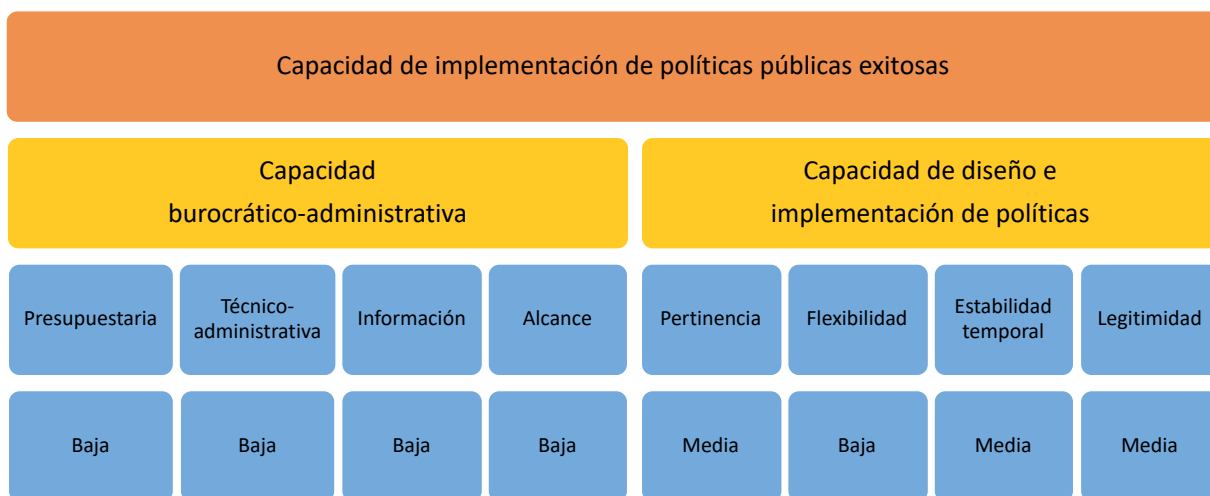 Capacidad de implementación de políticas públicas exitosas
Capacidad
burocrático-administrativa
Capacidad de diseño e
implementación de políticas
Presupuestaria
Técnico-
administrativa
Información
Alcance
Pertinencia
Flexibilidad
Estabilidad
temporal
Legitimidad
Baja
Baja
Baja
Baja
Media
Baja
Media
Media